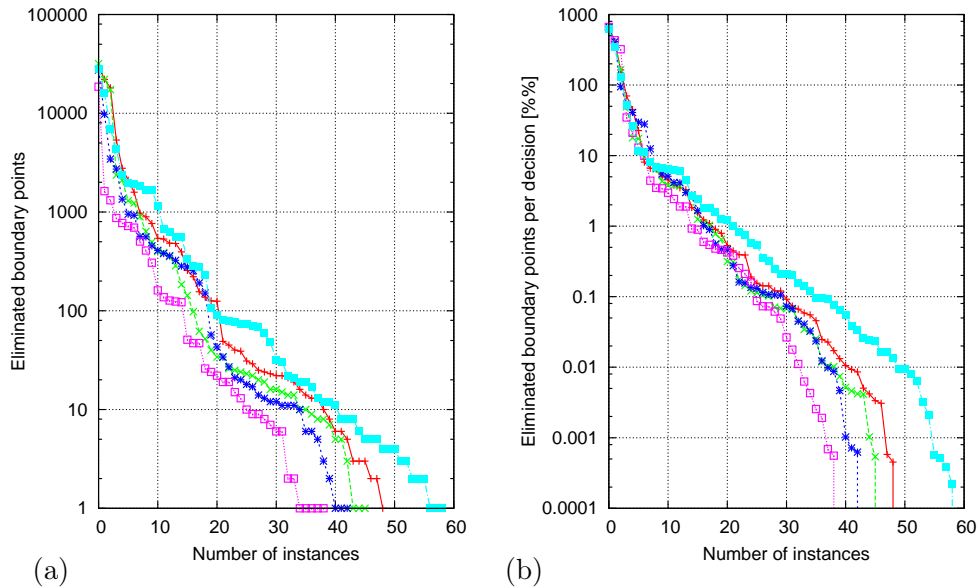 Eliminated boundary points
100000
10000
1000
100
10
1
0 10 20 30 40 50 60
Number of instances
(a)
Eliminated boundary points per decision [%%]
1000
100
10
1
0.1
0.01
0.001
0.0001
0 10 20 30 40 50 60
Number of instances
(b)